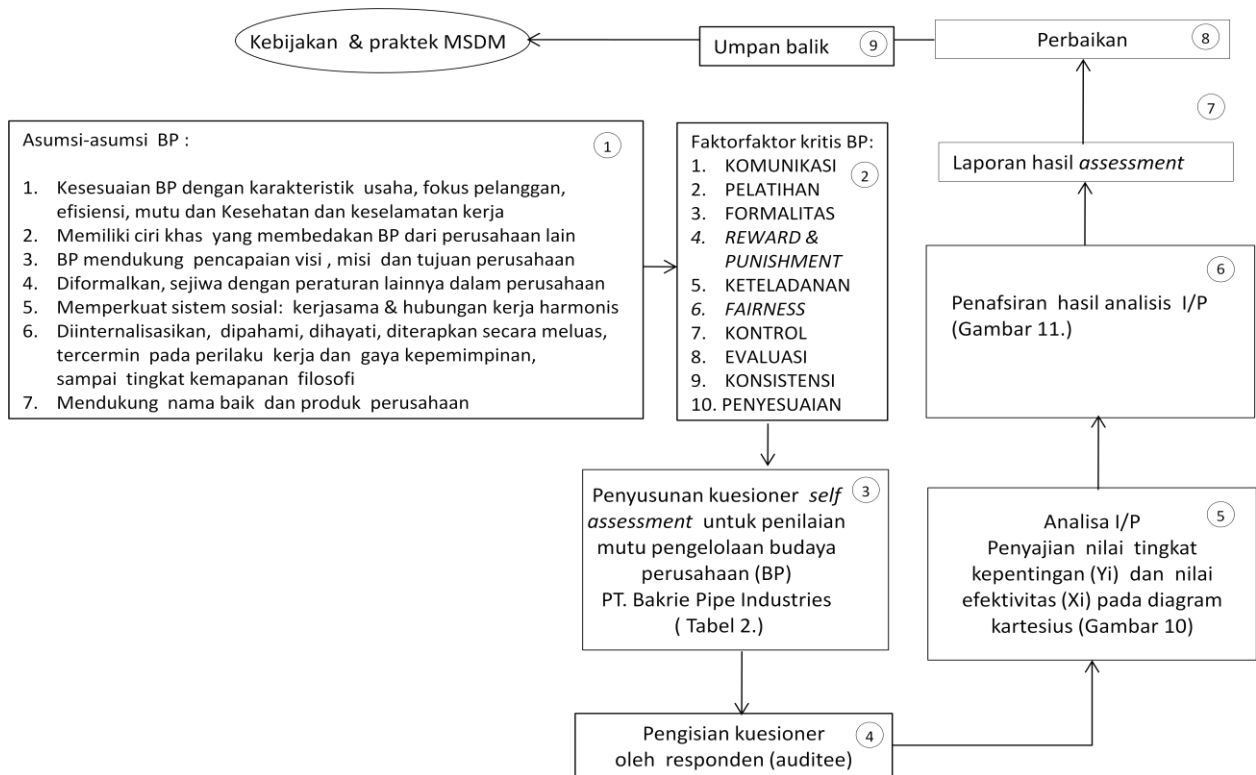 Kebijakan & praktek MSDM
Umpan balik
9
Perbaikan
8
Asumsi-asumsi BP :
1
1. Kesesuaian BP dengan karakteristik usaha, fokus pelanggan,
efisiensi, mutu dan Kesehatan dan keselamatan kerja
2. Memiliki ciri khas yang membedakan BP dari perusahaan lain
3. BP mendukung pencapaian visi , misi dan tujuan perusahaan
4. Diformalkan, sejiwa dengan peraturan lainnya dalam perusahaan
5. Memperkuat sistem sosial: kerjasama & hubungan kerja harmonis
6. Diinternalisasikan, dipahami, dihayati, diterapkan secara meluas,
tercermin pada perilaku kerja dan gaya kepemimpinan,
sampai tingkat kemapanan filosofi
7. Mendukung nama baik dan produk perusahaan
Faktorfaktor kritis BP:
2
1. KOMUNIKASI
2. PELATIHAN
3. FORMALITAS
4. REWARD &
PUNISHMENT
5. KETELADANAN
6. FAIRNESS
7. KONTROL
8. EVALUASI
9. KONSISTENSI
10. PENYESUAIAN
Penyusunan kuesioner self
3
assessment untuk penilaian
mutu pengelolaan budaya
perusahaan (BP)
PT. Bakrie Pipe Industries
( Tabel 2.)
Pengisian kuesioner
oleh responden (auditee)
4
Analisa I/P
5
Penyajian nilai tingkat
kepentingan (Yi) dan nilai
efektivitas (Xi) pada diagram
kartesius (Gambar 10)
6
Penafsiran hasil analisis I/P
(Gambar 11.)
Laporan hasil assessment
7